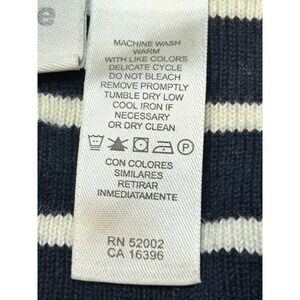 e
MACHINE WASH
WARM
WITH LIKE COLORS
DELICATE CYCLE
DO NOT BLEACH
REMOVE PROMPTLY
TUMBLE DRY LOW
COOL IRON IF
NECESSARY
OR DRY CLEAN
P
CON COLORES
SIMILARES
RETIRAR
INMEDIATAMENTE
RN 52002
CA 16396